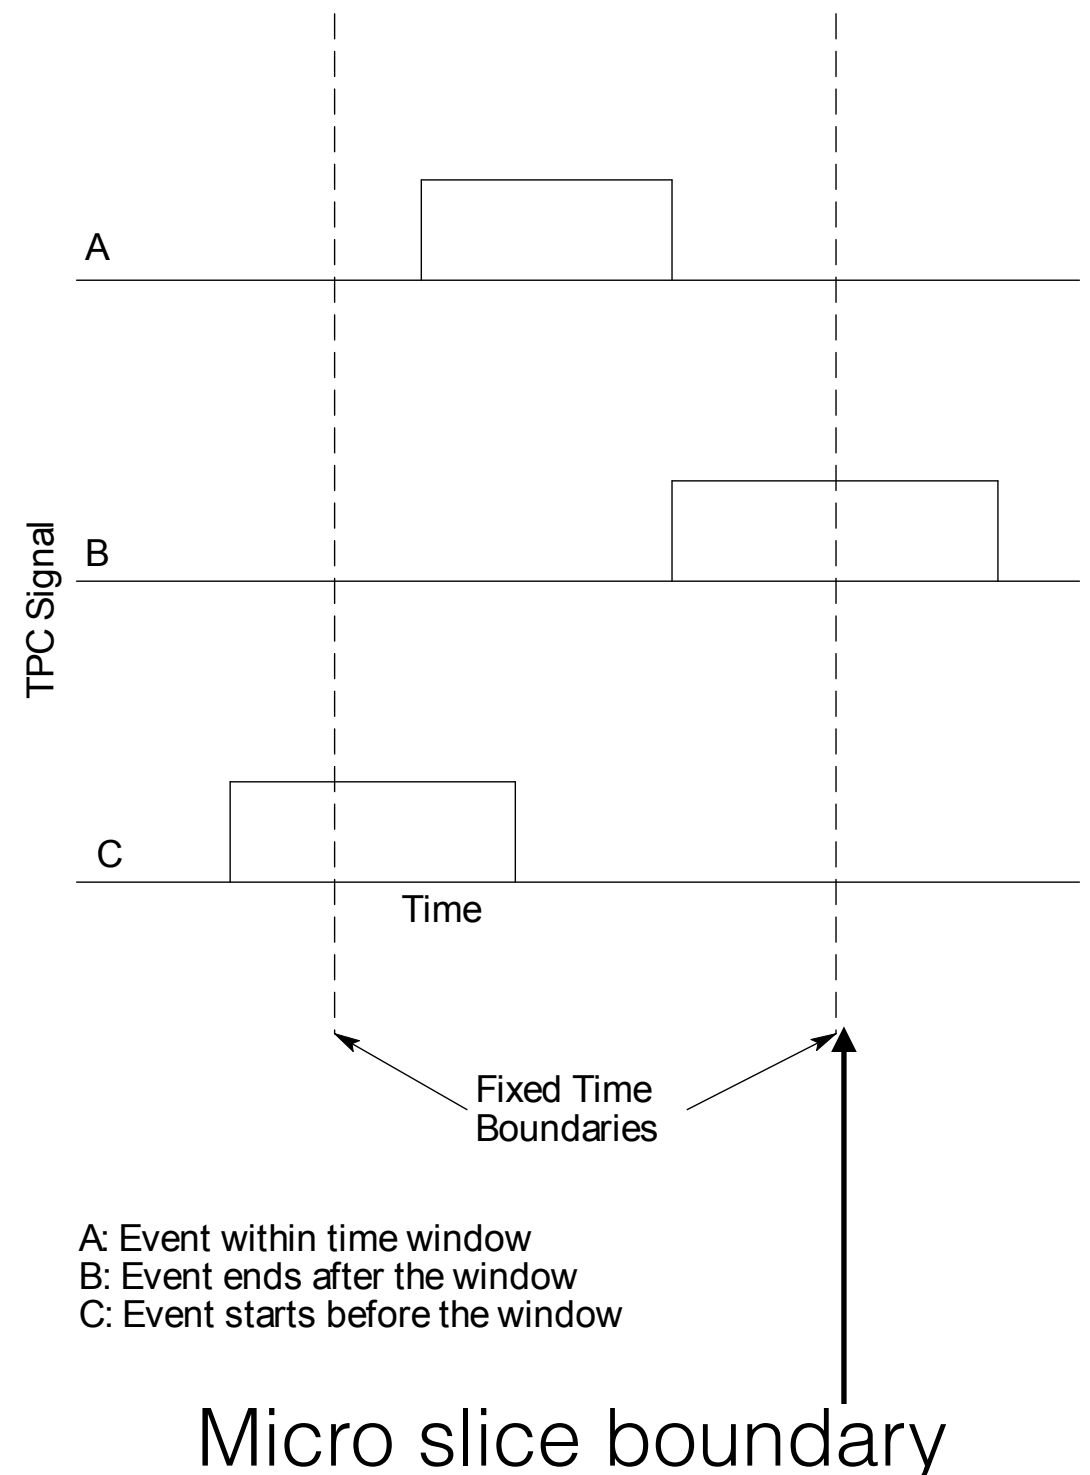 A
B
TPC Signal
C
Time
Fixed Time
Boundaries
A: Event within time window
B: Event ends after the window
C: Event starts before the window
Micro slice boundary